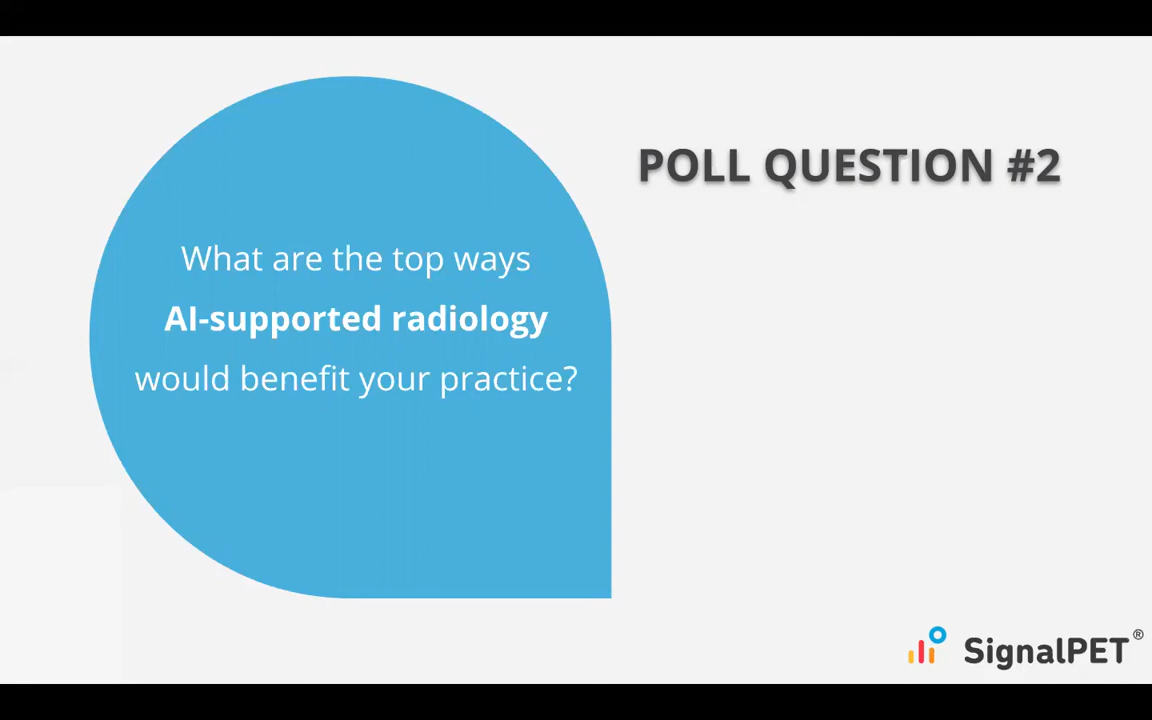 POLL QUESTION #2
What are the top ways
AI-supported radiology
would benefit your practice?
SignalPET®